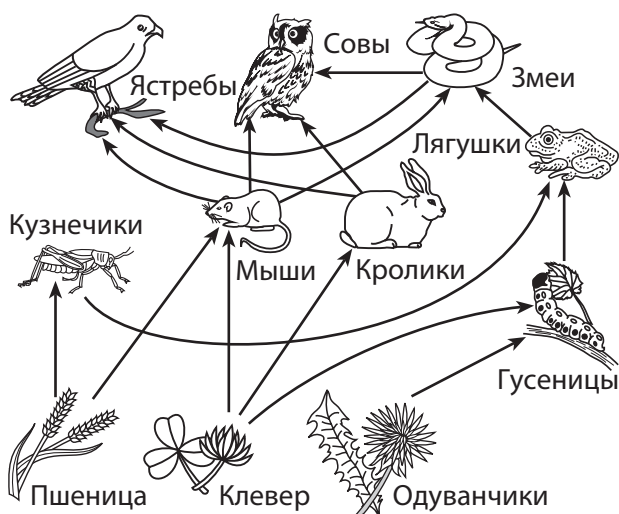 Совы
Змеи
Ястребы
Лягушки
Кузнечики
Мыши
Кролики
Гусеницы
Пшеница
Клевер
Одуванчики